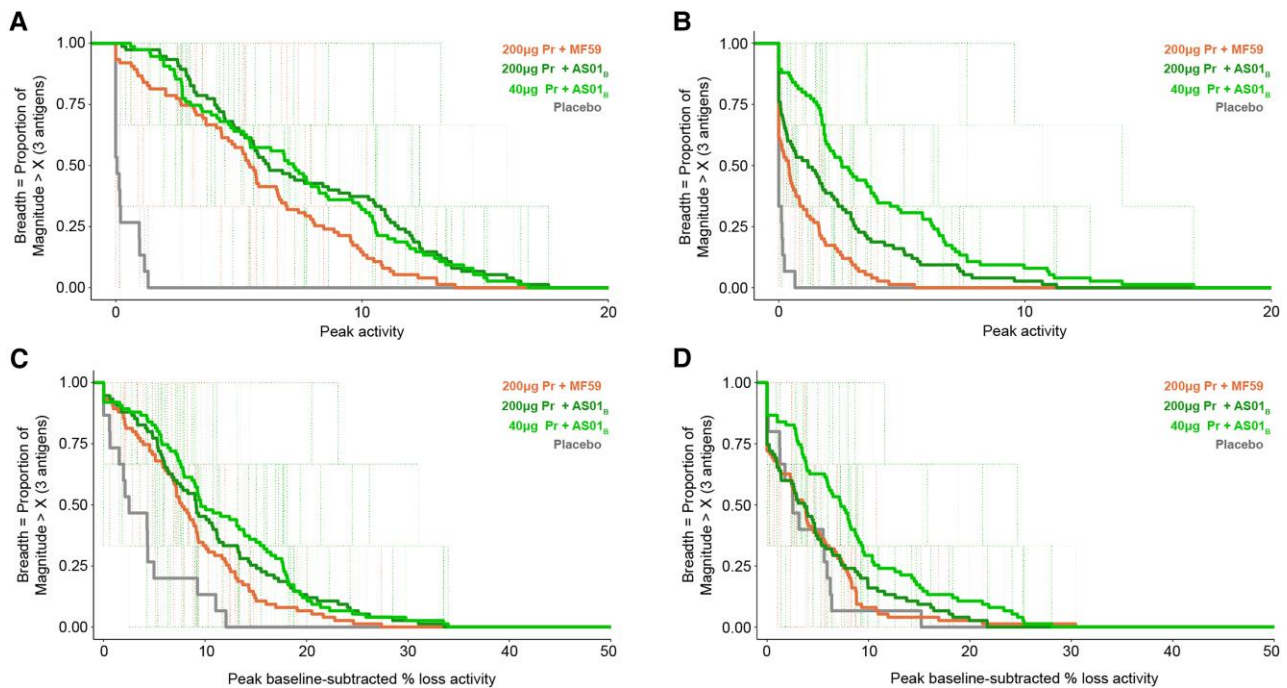 A
1.00
0.75
0.50
0.25
0.00
Breadth = Proportion of
Magnitude > X (3 antigens)
200µg Pr + MF59
200µg Pr + AS01B
40µg Pr + AS01B
Placebo
0
10
20
Peak activity
B
1.00
0.75
0.50
0.25
0.00
Breadth = Proportion of
Magnitude > X (3 antigens)
200µg Pr + MF59
200µg Pr + AS01B
40µg Pr + AS01B
Placebo
0
10
20
Peak activity
C
1.00
0.75
0.50
0.25
0.00
Breadth = Proportion of
Magnitude > X (3 antigens)
200µg Pr + MF59
200µg Pr + AS01B
40µg Pr + AS01B
Placebo
0
10
20
30
40
50
Peak baseline-subtracted % loss activity
D
1.00
0.75
0.50
0.25
0.00
Breadth = Proportion of
Magnitude > X (3 antigens)
200µg Pr + MF59
200µg Pr + AS01B
40µg Pr + AS01B
Placebo
0
10
20
30
40
50
Peak baseline-subtracted % loss activity